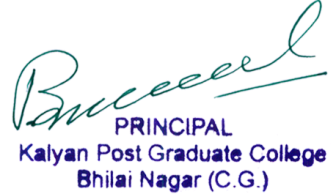 PRINCIPAL
Kalyan Post Graduate College
Bhilai Nagar (C.G.)